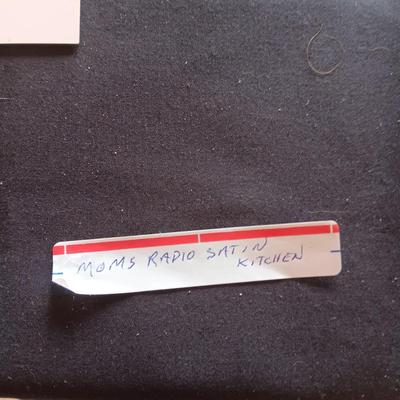 MOMS RADIO SAT IN
KITCHEN